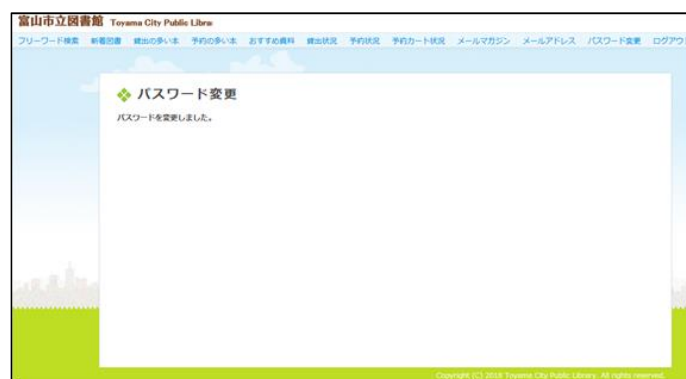 富山市立図書館 Toyama City Public Librar
フリーワード検索 新着図書 貸出の多い本 予約の多い本 おすすめ資料 貸出状況 予約状況 予約カート状況 メールマガジン メールアドレス パスワード変更 ログアウト
パスワード変更
パスワードを変更しました。
Copyright (C) 2018 Toyama City Public Library. All rights reserved.